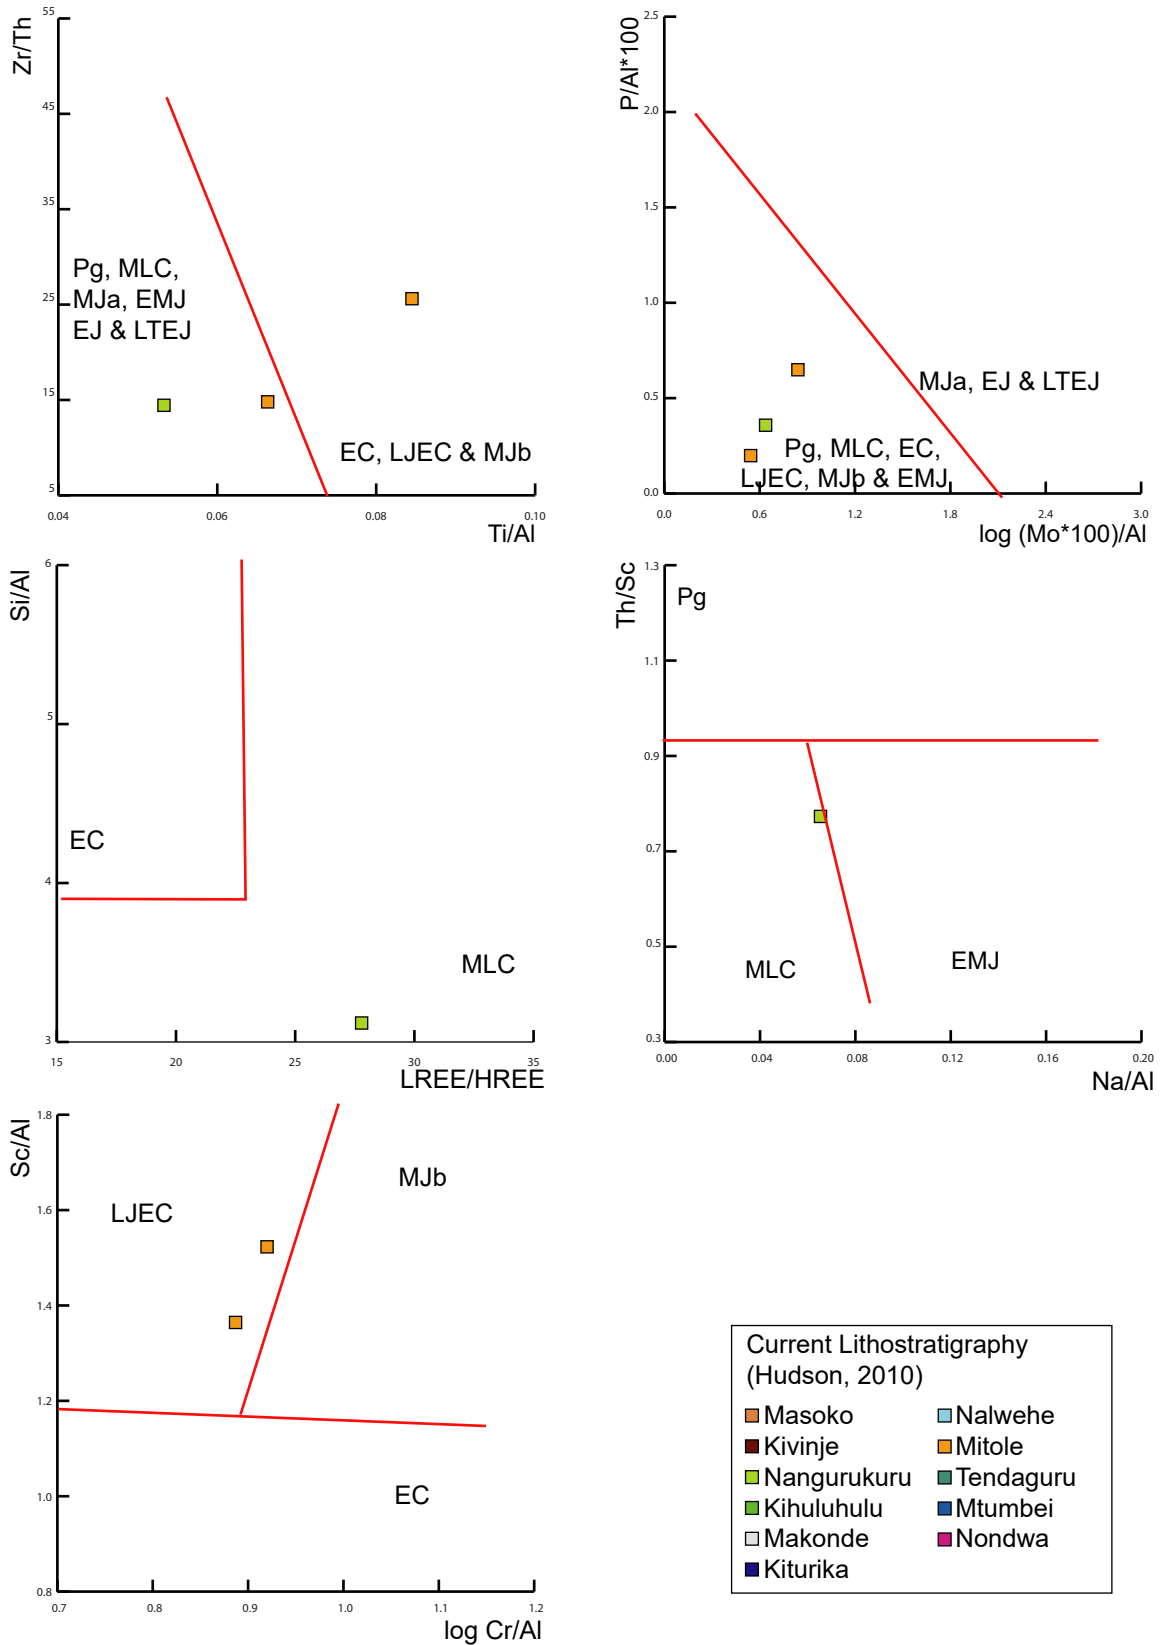 Zr/Th
55
45
35
25
15
5
Pg, MLC,
MJa, EMJ
EJ & LTEJ
EC, LJEC & MJb
0.04
0.06
0.08
0.10
Ti/Al
P/Al*100
2.5
2.0
1.5
1.0
0.5
0.0
MJa, EJ & LTEJ
Pg, MLC, EC,
LJEC, MJb & EMJ
0.0
0.6
1.2
1.8
2.4
3.0
log (Mo*100)/Al
Si/Al
6
5
4
3
EC
MLC
15
20
25
30
35
LREE/HREE
Th/Sc
1.3
1.1
0.9
0.7
0.5
0.3
Pg
MLC
EMJ
0.00
0.04
0.08
0.12
0.16
0.20
Na/Al
Sc/Al
1.8
1.6
1.4
1.2
1.0
0.8
LJEC
MJb
EC
0.7
0.8
0.9
1.0
1.1
1.2
log Cr/Al
Current Lithostratigraphy
(Hudson, 2010)
Masoko
Kivinje
Nangurukuru
Kihuluhulu
Makonde
Kiturika
Nalwehe
Mitole
Tendaguru
Mtumbei
Nondwa